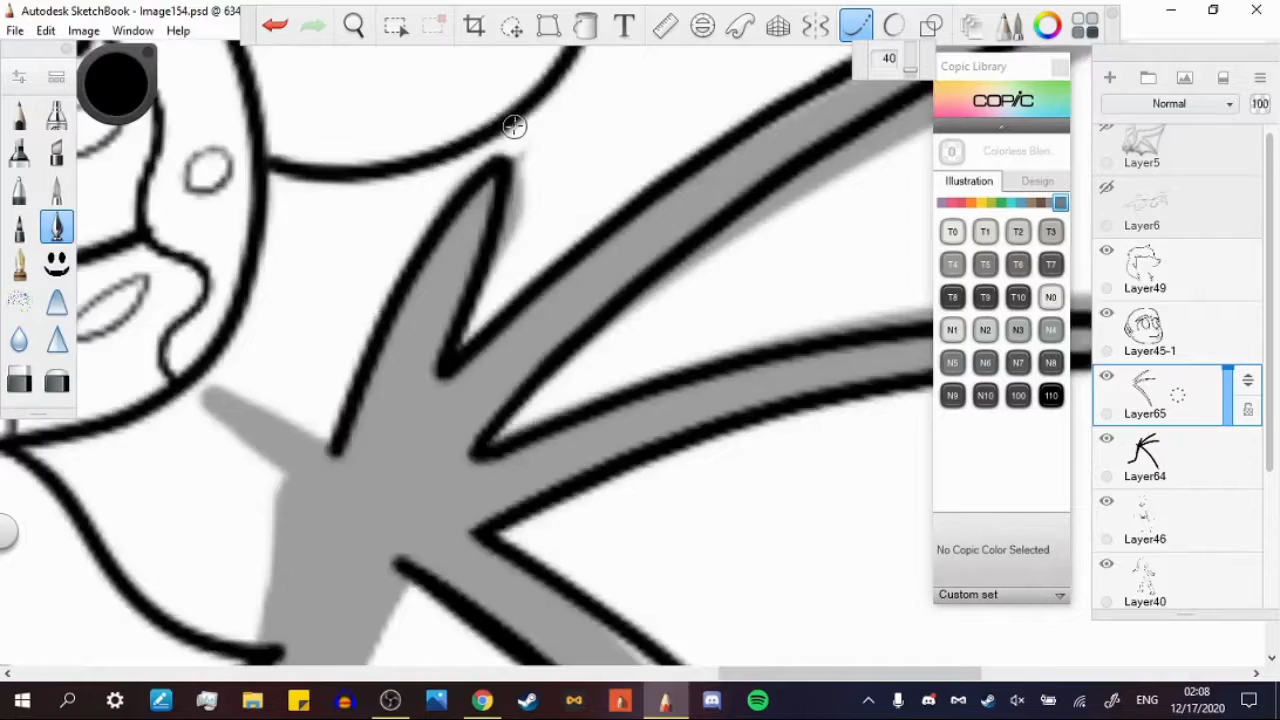 Autodesk SketchBook - Image154.psd @ 634
File Edit Image Window Help
T
40
Copic Library
COPIC
0 Colorless Blen...
Illustration Design
T0 T1 T2 T3
T4 T5 T6 T7
T8 T9 T10 N0
N1 N2 N3 N4
N5 N6 N7 N8
N9 N10 100 110
No Copic Color Selected
Custom set
Normal 100
Layer5
Layer6
Layer49
Layer45-1
Layer65
Layer64
Layer46
Layer40
ENG
02:08
12/17/2020